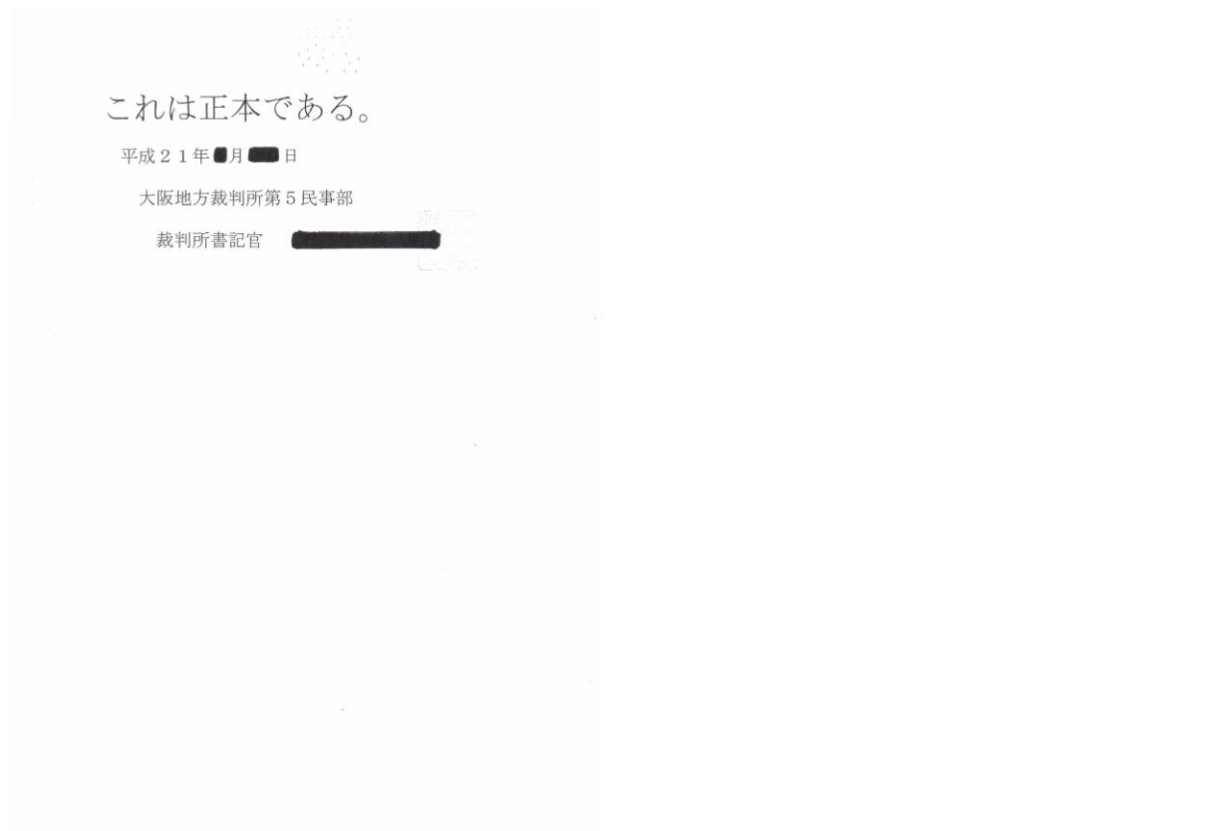 これは正本である。
平成21年 月 日
大阪地方裁判所第5民事部
裁判所書記官